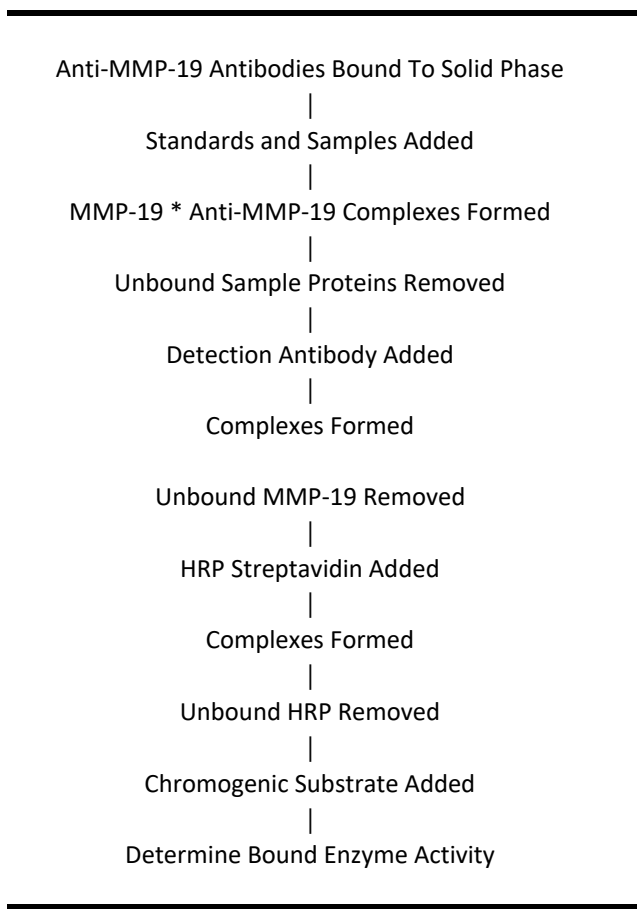 Anti-MMP-19 Antibodies Bound To Solid Phase
|
Standards and Samples Added
|
MMP-19 * Anti-MMP-19 Complexes Formed
|
Unbound Sample Proteins Removed
|
Detection Antibody Added
|
Complexes Formed
Unbound MMP-19 Removed
|
HRP Streptavidin Added
|
Complexes Formed
|
Unbound HRP Removed
|
Chromogenic Substrate Added
|
Determine Bound Enzyme Activity